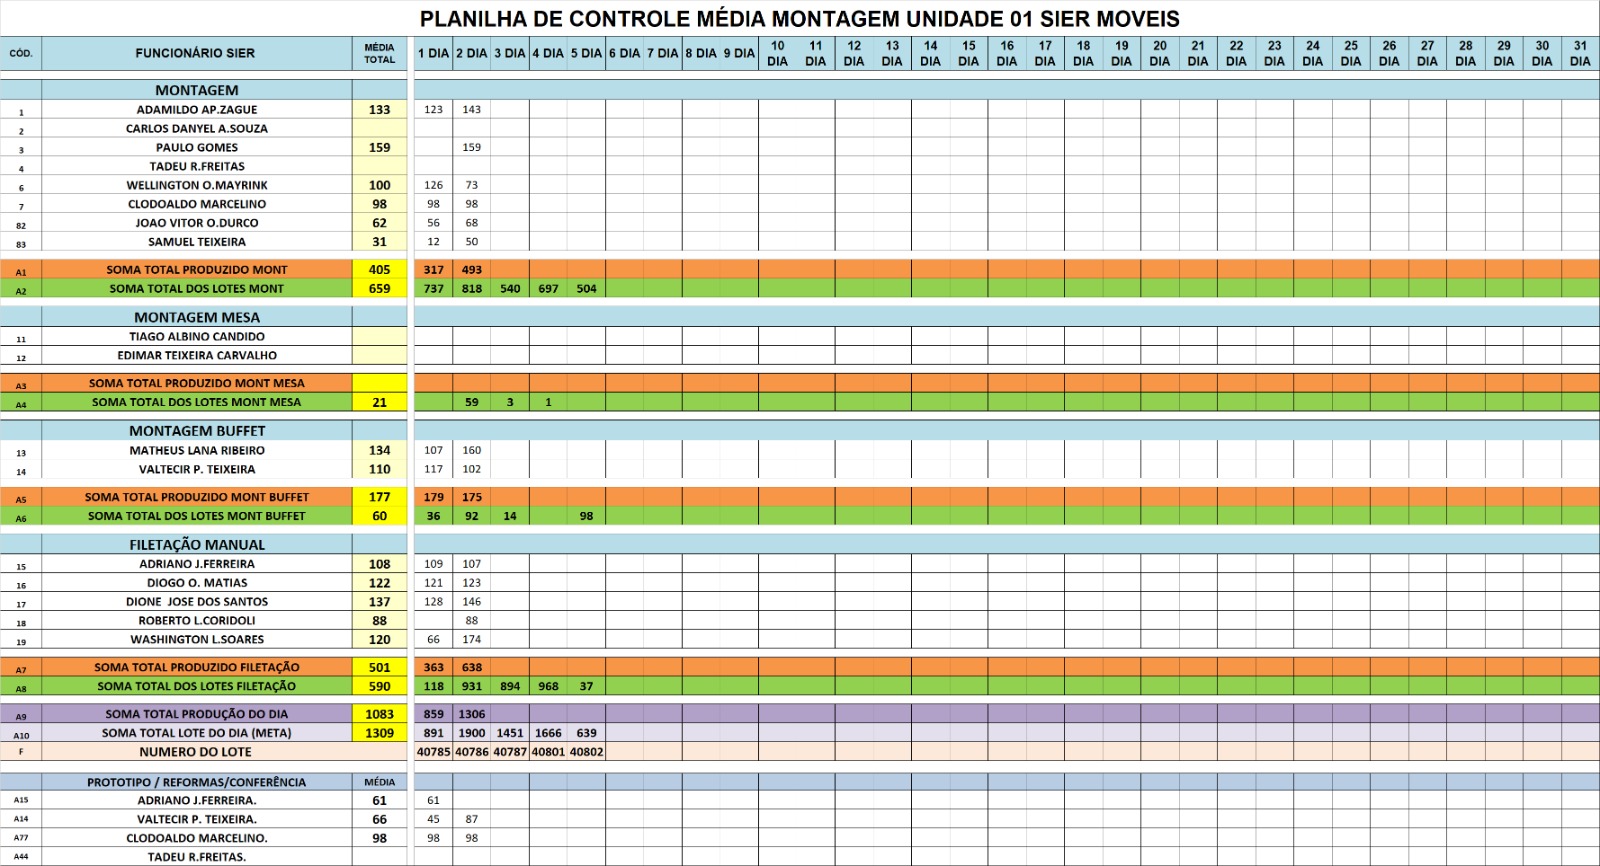 PLANILHA DE CONTROLE MÉDIA MONTAGEM UNIDADE 01 SIER MOVEIS
CÓD. FUNCIONÁRIO SIER MÉDIA TOTAL 1 DIA 2 DIA 3 DIA 4 DIA 5 DIA 6 DIA 7 DIA 8 DIA 9 DIA 10 DIA 11 DIA 12 DIA 13 DIA 14 DIA 15 DIA 16 DIA 17 DIA 18 DIA 19 DIA 20 DIA 21 DIA 22 DIA 23 DIA 24 DIA 25 DIA 26 DIA 27 DIA 28 DIA 29 DIA 30 DIA 31 DIA
MONTAGEM
1 ADAMILDO AP.ZAGUE 133 123 143
2 CARLOS DANYEL A.SOUZA
3 PAULO GOMES 159 159
4 TADEU R.FREITAS
6 WELLINGTON O.MAYRINK 100 126 73
7 CLODOALDO MARCELINO 98 98 98
82 JOAO VITOR O.DURCO 62 56 68
83 SAMUEL TEIXEIRA 31 12 50
A1 SOMA TOTAL PRODUZIDO MONT 405 317 493
A2 SOMA TOTAL DOS LOTES MONT 659 737 818 540 697 504
MONTAGEM MESA
11 TIAGO ALBINO CANDIDO
12 EDIMAR TEIXEIRA CARVALHO
A3 SOMA TOTAL PRODUZIDO MONT MESA
A4 SOMA TOTAL DOS LOTES MONT MESA 21 59 3 1
MONTAGEM BUFFET
13 MATHEUS LANA RIBEIRO 134 107 160
14 VALTECIR P. TEIXEIRA 110 117 102
A5 SOMA TOTAL PRODUZIDO MONT BUFFET 177 179 175
A6 SOMA TOTAL DOS LOTES MONT BUFFET 60 36 92 14 98
FILETAÇÃO MANUAL
15 ADRIANO J.FERREIRA 108 109 107
16 DIOGO O. MATIAS 122 121 123
17 DIONE  JOSE DOS SANTOS 137 128 146
18 ROBERTO L.CORIDOLI 88 88
19 WASHINGTON L.SOARES 120 66 174
A7 SOMA TOTAL PRODUZIDO FILETAÇÃO 501 363 638
A8 SOMA TOTAL DOS LOTES FILETAÇÃO 590 118 931 894 968 37
A9 SOMA TOTAL PRODUÇÃO DO DIA 1083 859 1306
A10 SOMA TOTAL LOTE DO DIA (META) 1309 891 1900 1451 1666 639
F NUMERO DO LOTE 40785 40786 40787 40801 40802
PROTOTIPO / REFORMAS/CONFERÊNCIA MÉDIA
A15 ADRIANO J.FERREIRA. 61 61
A14 VALTECIR P. TEIXEIRA. 66 45 87
A77 CLODOALDO MARCELINO. 98 98 98
A44 TADEU R.FREITAS.